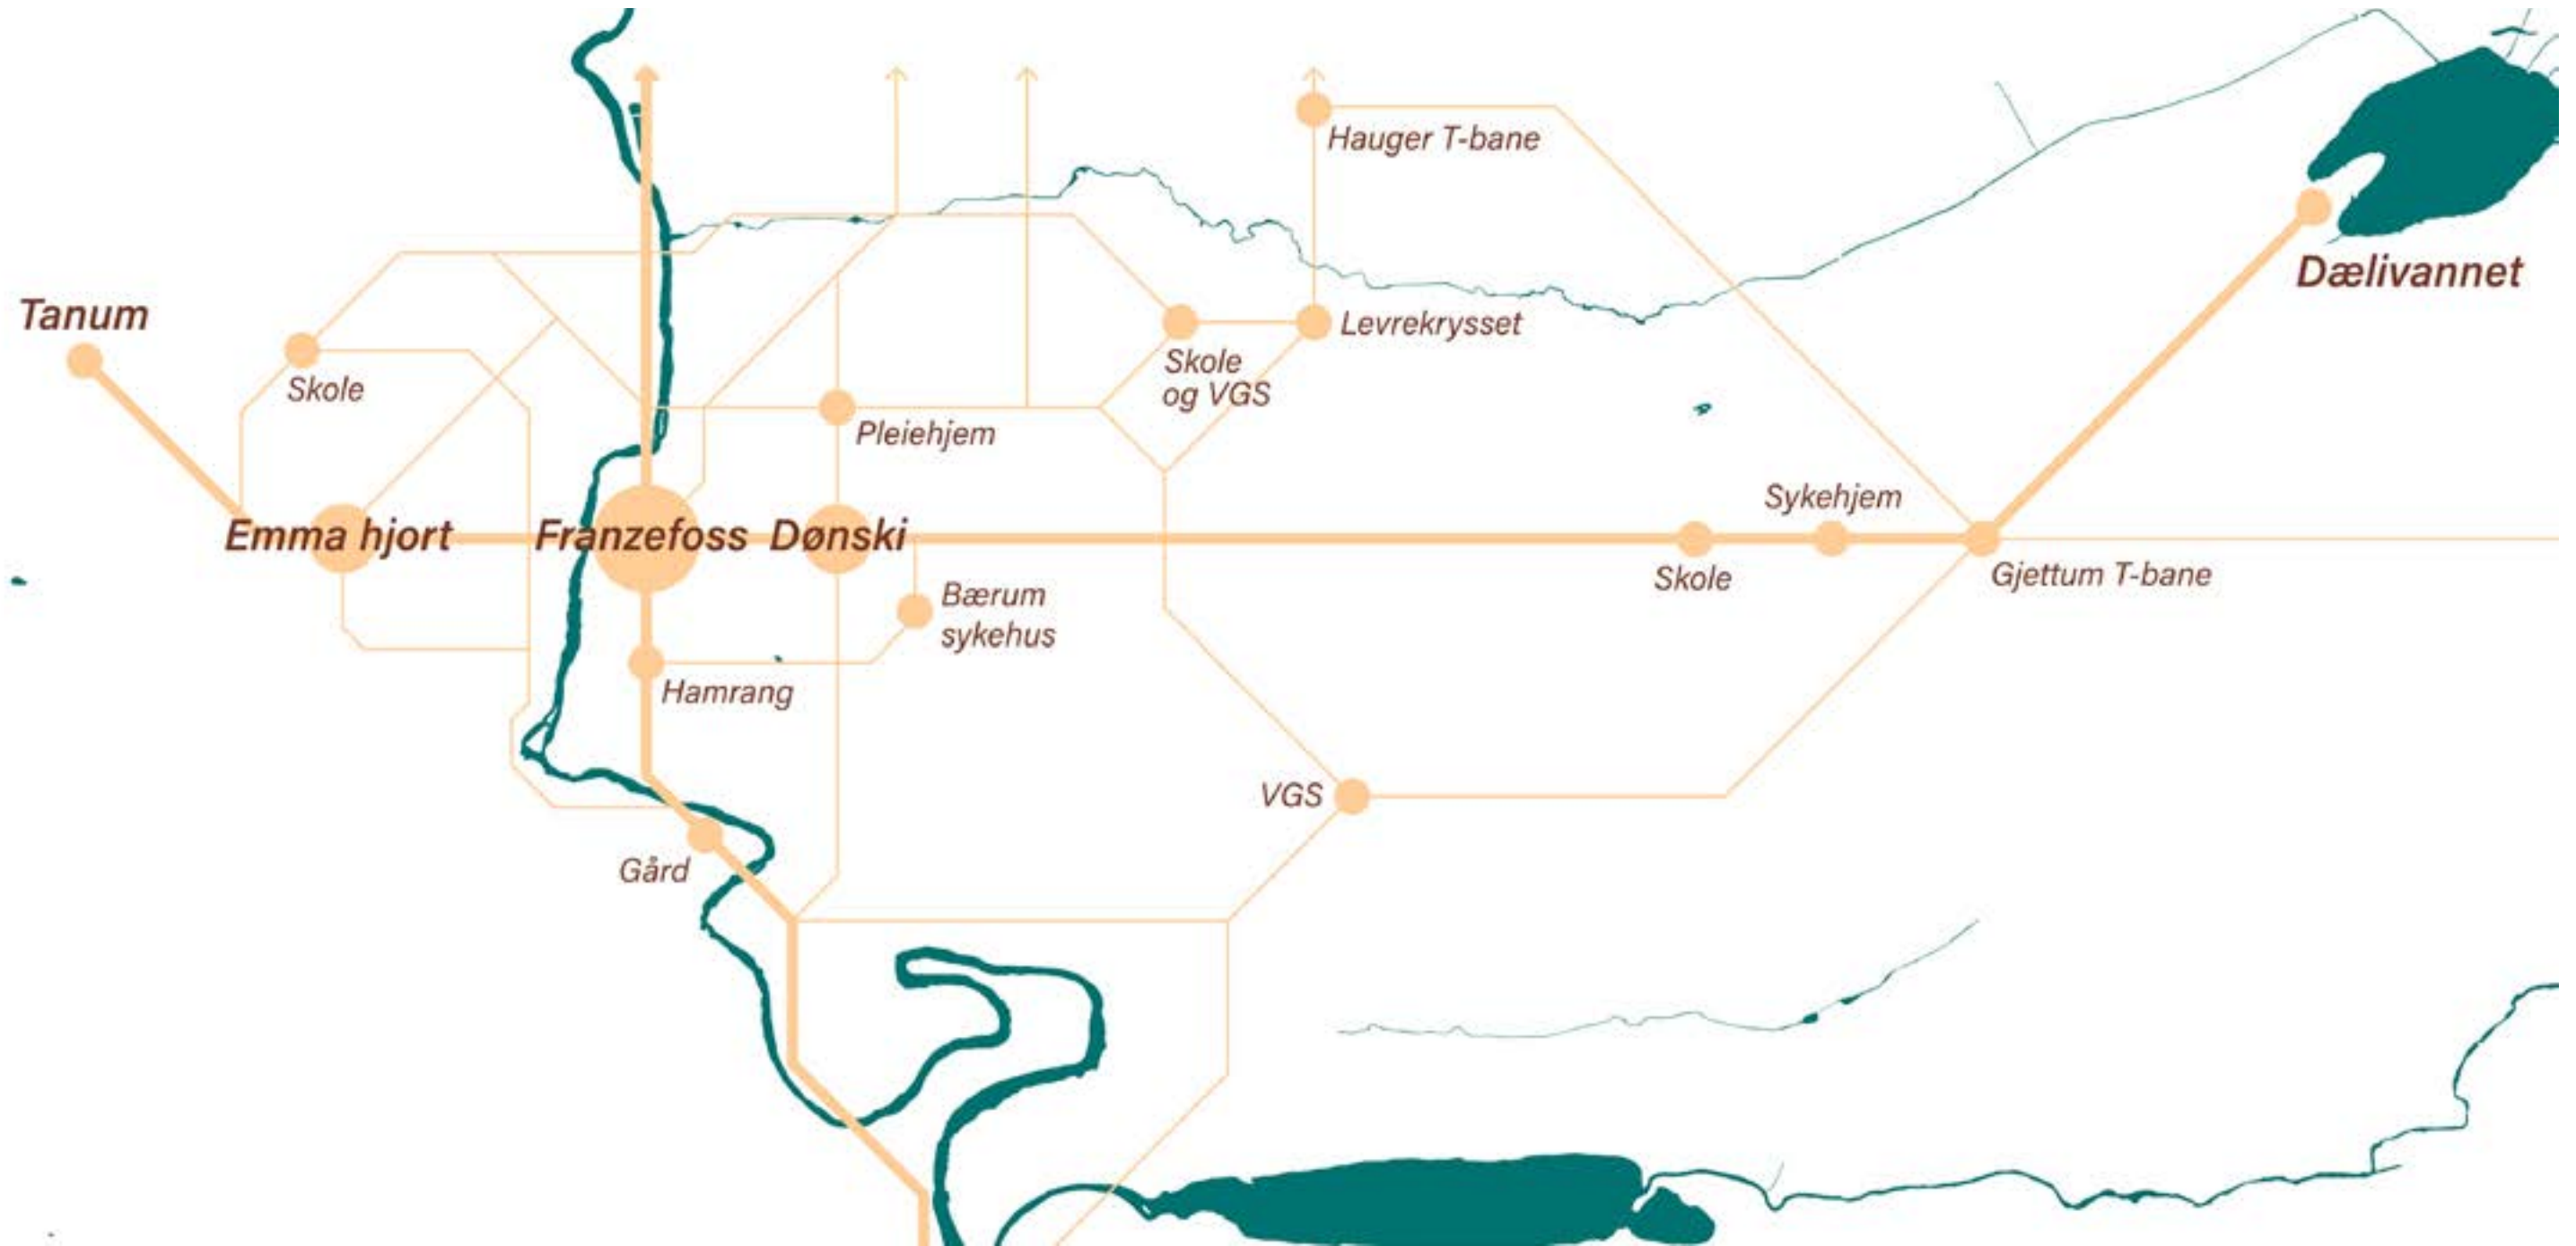 Hauger T-bane
Dælivannet
Tanum
Levrekrysset
Skole
og VGS
Skole
Pleiehjem
Sykehjem
Emma hjort
Franzefoss
Dønski
Skole
Gjettum T-bane
Bærum
sykehus
Hamrang
VGS
Gård